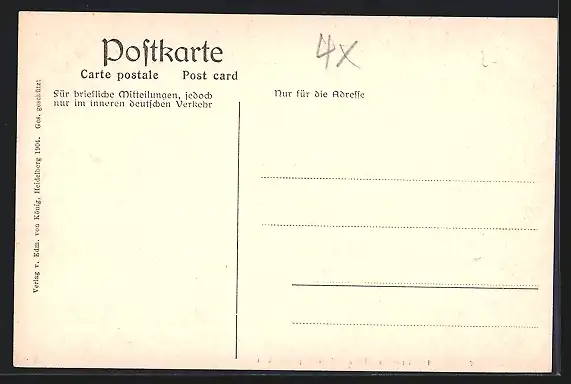 Postkarte
Carte postale Post card
4X
2-
Für briefliche Mitteilungen, jedoch
nur im inneren deutschen Verkehr
Nur für die Adresse
Verlag v. Edm. von König, Heidelberg 1904. Ges. geschützt